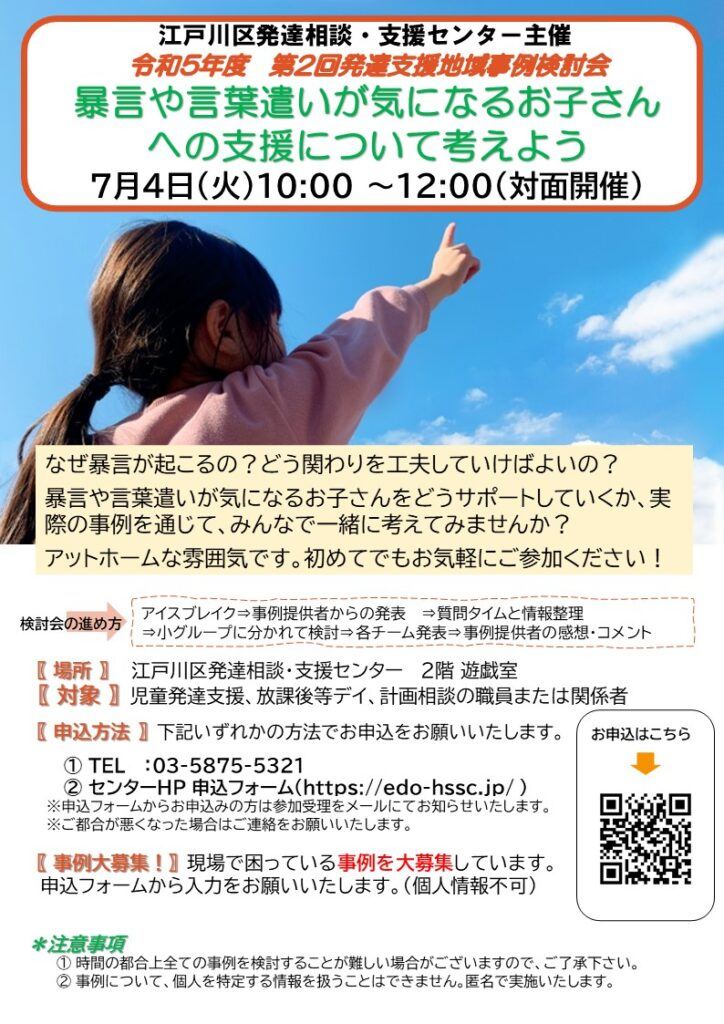 江戸川区発達相談・支援センター主催
令和5年度　第2回発達支援地域事例検討会
暴言や言葉遣いが気になるお子さん
への支援について考えよう
7月4日(火)10:00 ～12:00(対面開催)
なぜ暴言が起こるの？どう関わりを工夫していけばよいの？
暴言や言葉遣いが気になるお子さんをどうサポートしていくか、実
際の事例を通じて、みんなで一緒に考えてみませんか？
アットホームな雰囲気です。初めてでもお気軽にご参加ください！
検討会の進め方
アイスブレイク⇒事例提供者からの発表　⇒質問タイムと情報整理
⇒小グループに分かれて検討⇒各チーム発表⇒事例提供者の感想・コメント
〖 場所 〗　江戸川区発達相談・支援センター　2階 遊戯室
〖 対象 〗児童発達支援、放課後等デイ、計画相談の職員または関係者
〖 申込方法 〗下記いずれかの方法でお申込をお願いいたします。
① TEL　：03-5875-5321
② センターHP 申込フォーム(https://edo-hssc.jp/ )
※申込フォームからお申込みの方は参加受理をメールにてお知らせいたします。
※ご都合が悪くなった場合はご連絡をお願いいたします。
お申込はこちら
〖 事例大募集！〗現場で困っている事例を大募集しています。
申込フォームから入力をお願いいたします。（個人情報不可）
＊注意事項
① 時間の都合上全ての事例を検討することが難しい場合がございますので、ご了承下さい。
② 事例について、個人を特定する情報を扱うことはできません。匿名で実施いたします。